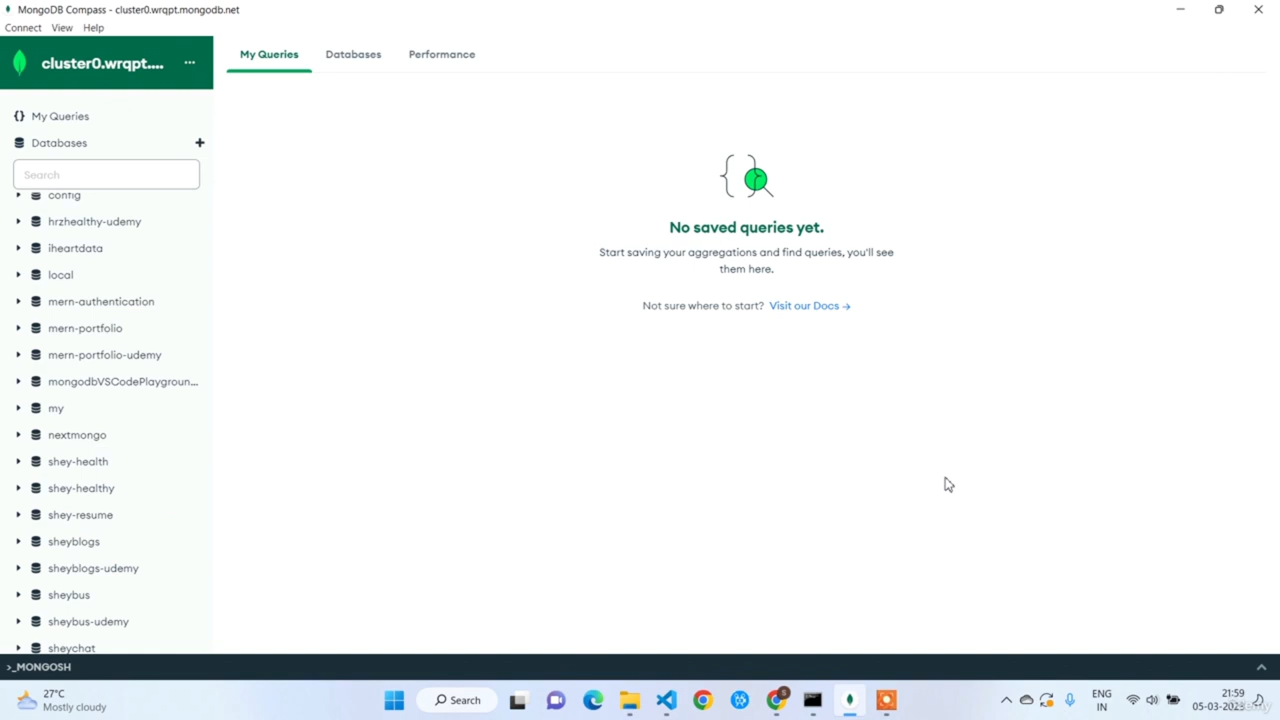 MongoDB Compass - cluster0.wrqpt.mongodb.net
Connect View Help
cluster0.wrqpt.... ...
My Queries Databases Performance
{} My Queries
Databases +
Search
config
hrzhealthy-udemy
iheartdata
local
mern-authentication
mern-portfolio
mern-portfolio-udemy
mongodbVSCodePlaygroun...
my
nextmongo
shey-health
shey-healthy
shey-resume
sheyblogs
sheyblogs-udemy
sheybus
sheybus-udemy
sheychat
No saved queries yet.
Start saving your aggregations and find queries, you'll see
them here.
Not sure where to start? Visit our Docs →
>_MONGOSH
27°C
Mostly cloudy
Search
S
ENG
IN
21:59
05-03-2023